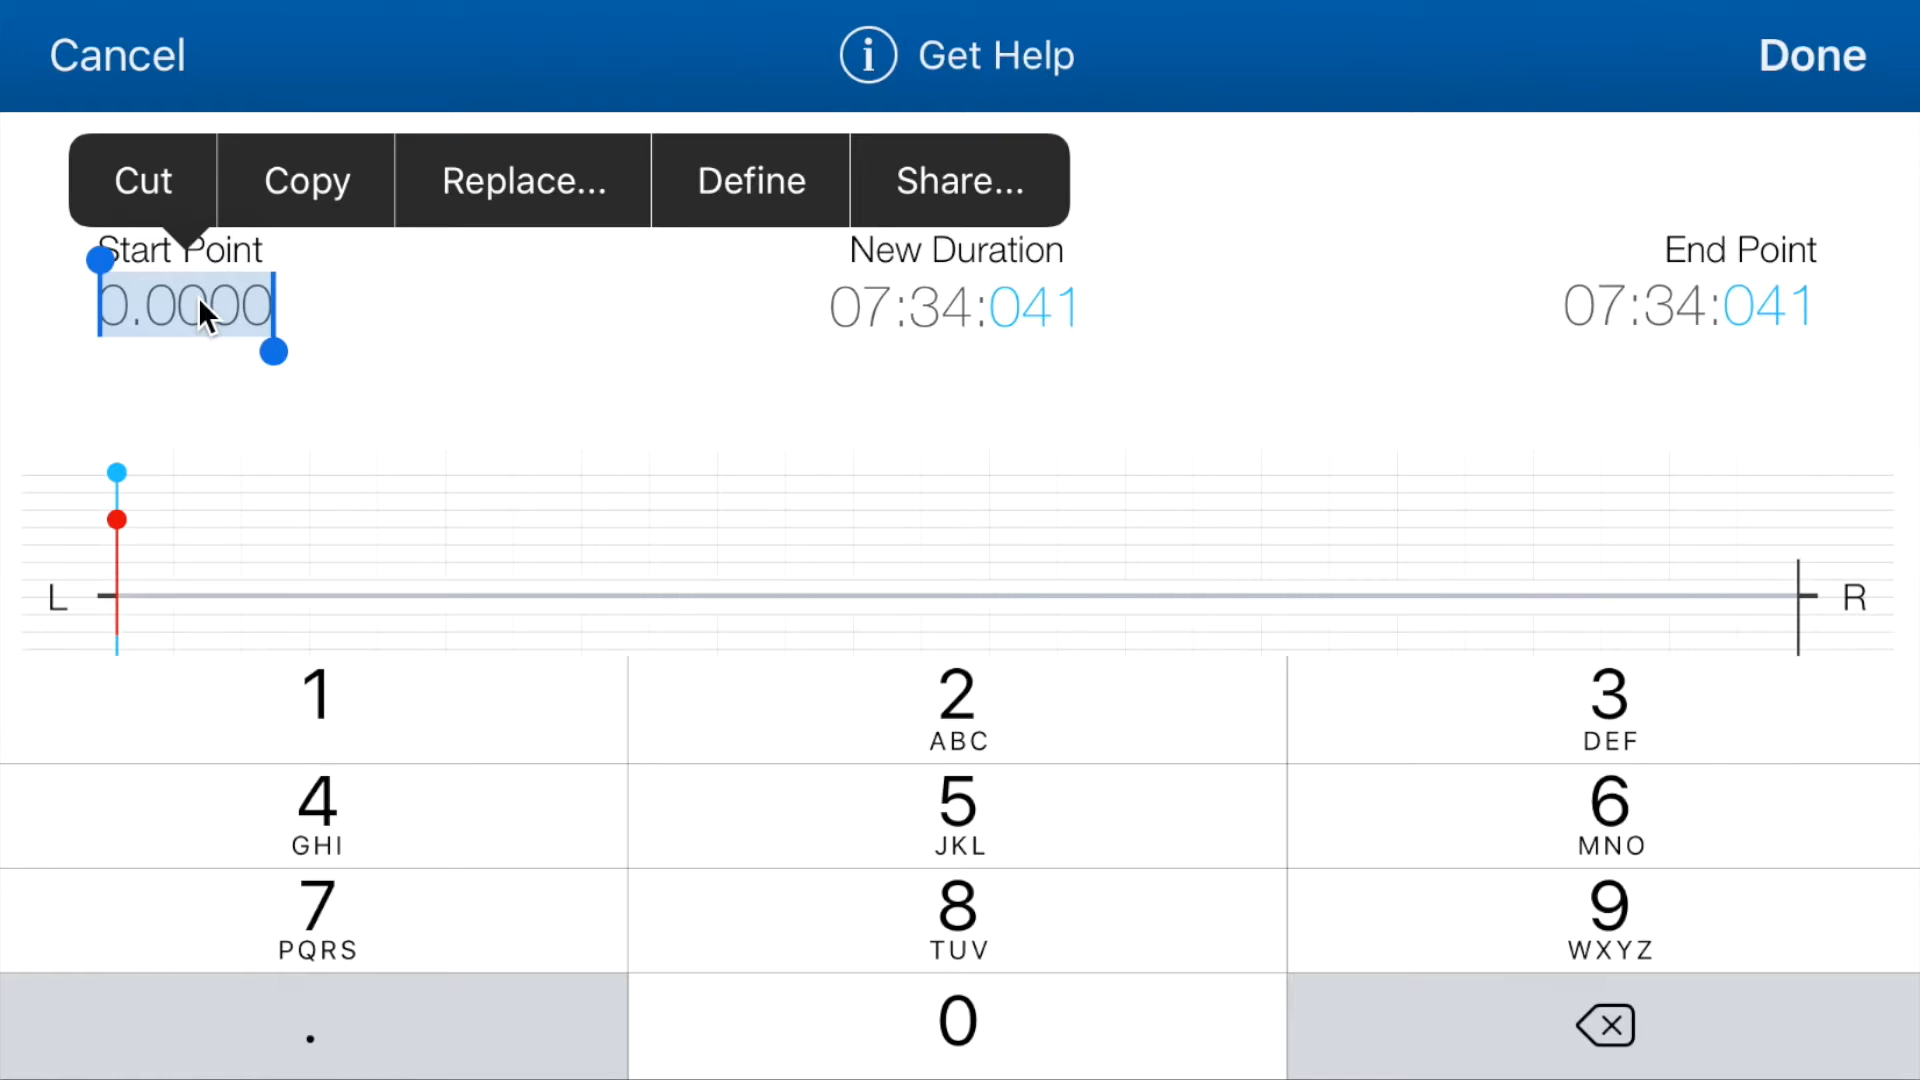 Cancel
i Get Help
Done
Cut Copy Replace... Define Share...
Start Point
New Duration
End Point
0.0000
07:34:041
07:34:041
L
R
1
2
ABC
3
DEF
4
GHI
5
JKL
6
MNO
7
PQRS
8
TUV
9
WXYZ
.
0